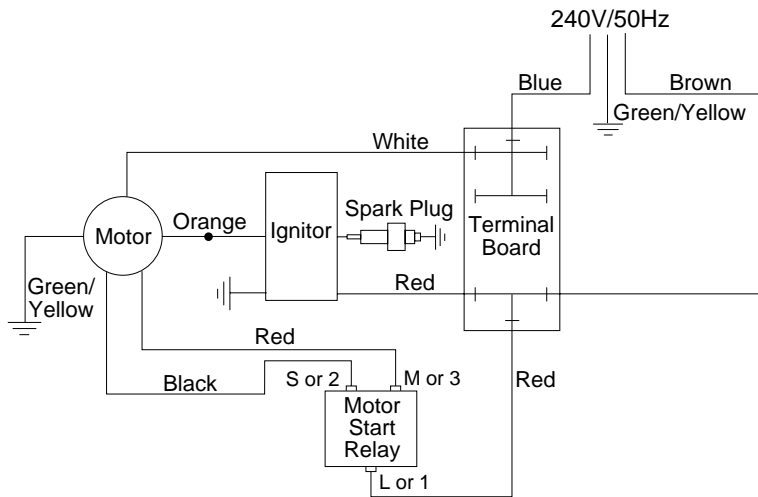 240V/50Hz
Blue
Brown
Green/Yellow
White
Orange
Ignitor
Spark Plug
Motor
Terminal
Board
Green/
Yellow
Red
Red
Black
S or 2
M or 3
Red
Motor
Start
Relay
L or 1